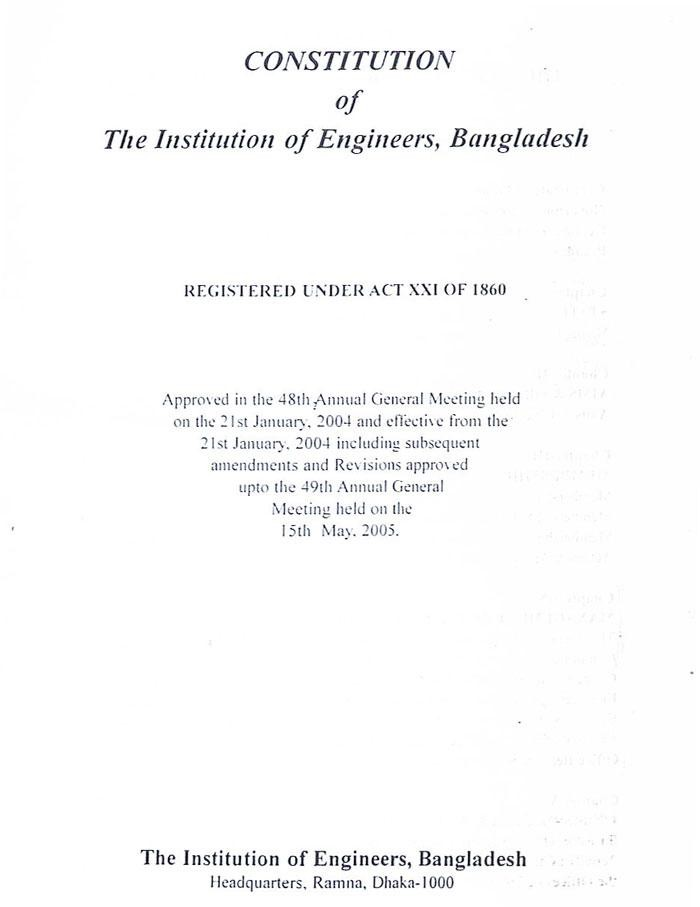 CONSTITUTION
of
The Institution of Engineers, Bangladesh
REGISTERED UNDER ACT XXI OF 1860
Approved in the 48th Annual General Meeting held
on the 21st January, 2004 and effective from the
21st January, 2004 including subsequent
amendments and Revisions approved
upto the 49th Annual General
Meeting held on the
15th May, 2005.
The Institution of Engineers, Bangladesh
Headquarters, Ramna, Dhaka-1000